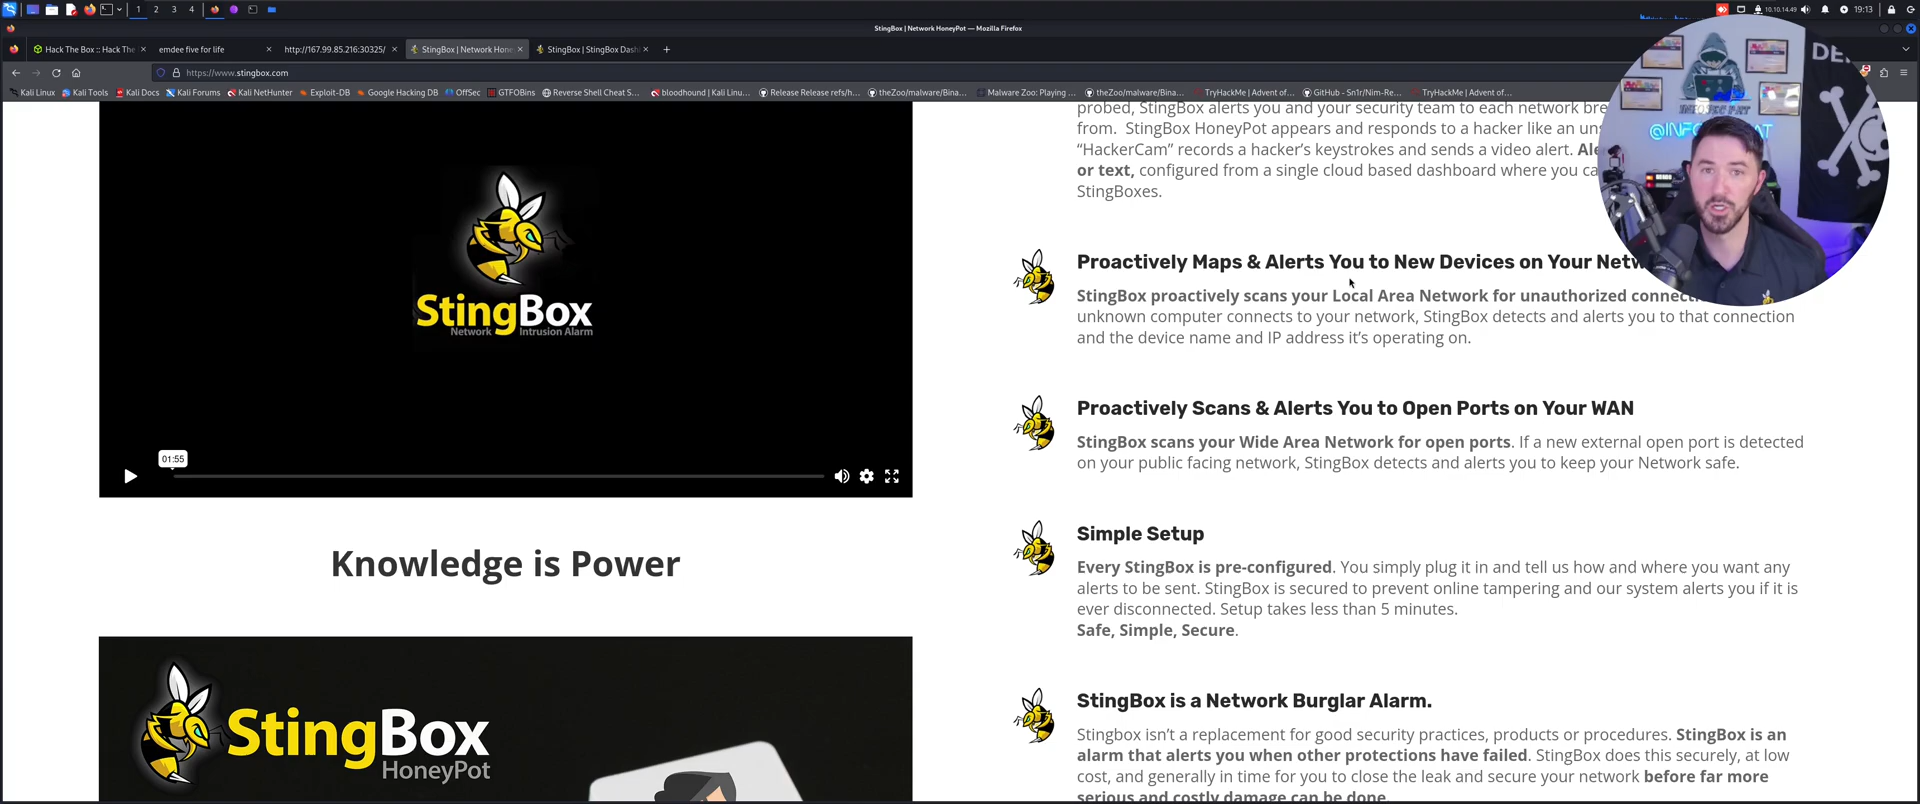 1 2 3 4
StingBox | Network HoneyPot — Mozilla Firefox
10.10.14.49
19:13
Hack The Box :: Hack The
emdee five for life
http://167.99.85.216:30325/
StingBox | Network Hone
StingBox | StingBox Dash
https://www.stingbox.com
Kali Linux
Kali Tools
Kali Docs
Kali Forums
Kali NetHunter
Exploit-DB
Google Hacking DB
OffSec
GTFOBins
Reverse Shell Cheat S...
bloodhound | Kali Linu...
Release Release refs/h...
theZoo/malware/Bina...
Malware Zoo: Playing ...
theZoo/malware/Bina...
TryHackMe | Advent of...
GitHub - Sn1r/Nim-Re...
TryHackMe | Advent of...
StingBox
Network Intrusion Alarm
01:55
Knowledge is Power
StingBox
HoneyPot
probed, StingBox alerts you and your security team to each network bre
from. StingBox HoneyPot appears and responds to a hacker like an uns
“HackerCam” records a hacker’s keystrokes and sends a video alert. Ale
or text, configured from a single cloud based dashboard where you ca
StingBoxes.
Proactively Maps & Alerts You to New Devices on Your Netw
StingBox proactively scans your Local Area Network for unauthorized connect
unknown computer connects to your network, StingBox detects and alerts you to that connection
and the device name and IP address it’s operating on.
Proactively Scans & Alerts You to Open Ports on Your WAN
StingBox scans your Wide Area Network for open ports. If a new external open port is detected
on your public facing network, StingBox detects and alerts you to keep your Network safe.
Simple Setup
Every StingBox is pre-configured. You simply plug it in and tell us how and where you want any
alerts to be sent. StingBox is secured to prevent online tampering and our system alerts you if it is
ever disconnected. Setup takes less than 5 minutes.
Safe, Simple, Secure.
StingBox is a Network Burglar Alarm.
Stingbox isn’t a replacement for good security practices, products or procedures. StingBox is an
alarm that alerts you when other protections have failed. StingBox does this securely, at low
cost, and generally in time for you to close the leak and secure your network before far more
serious and costly damage can be done.